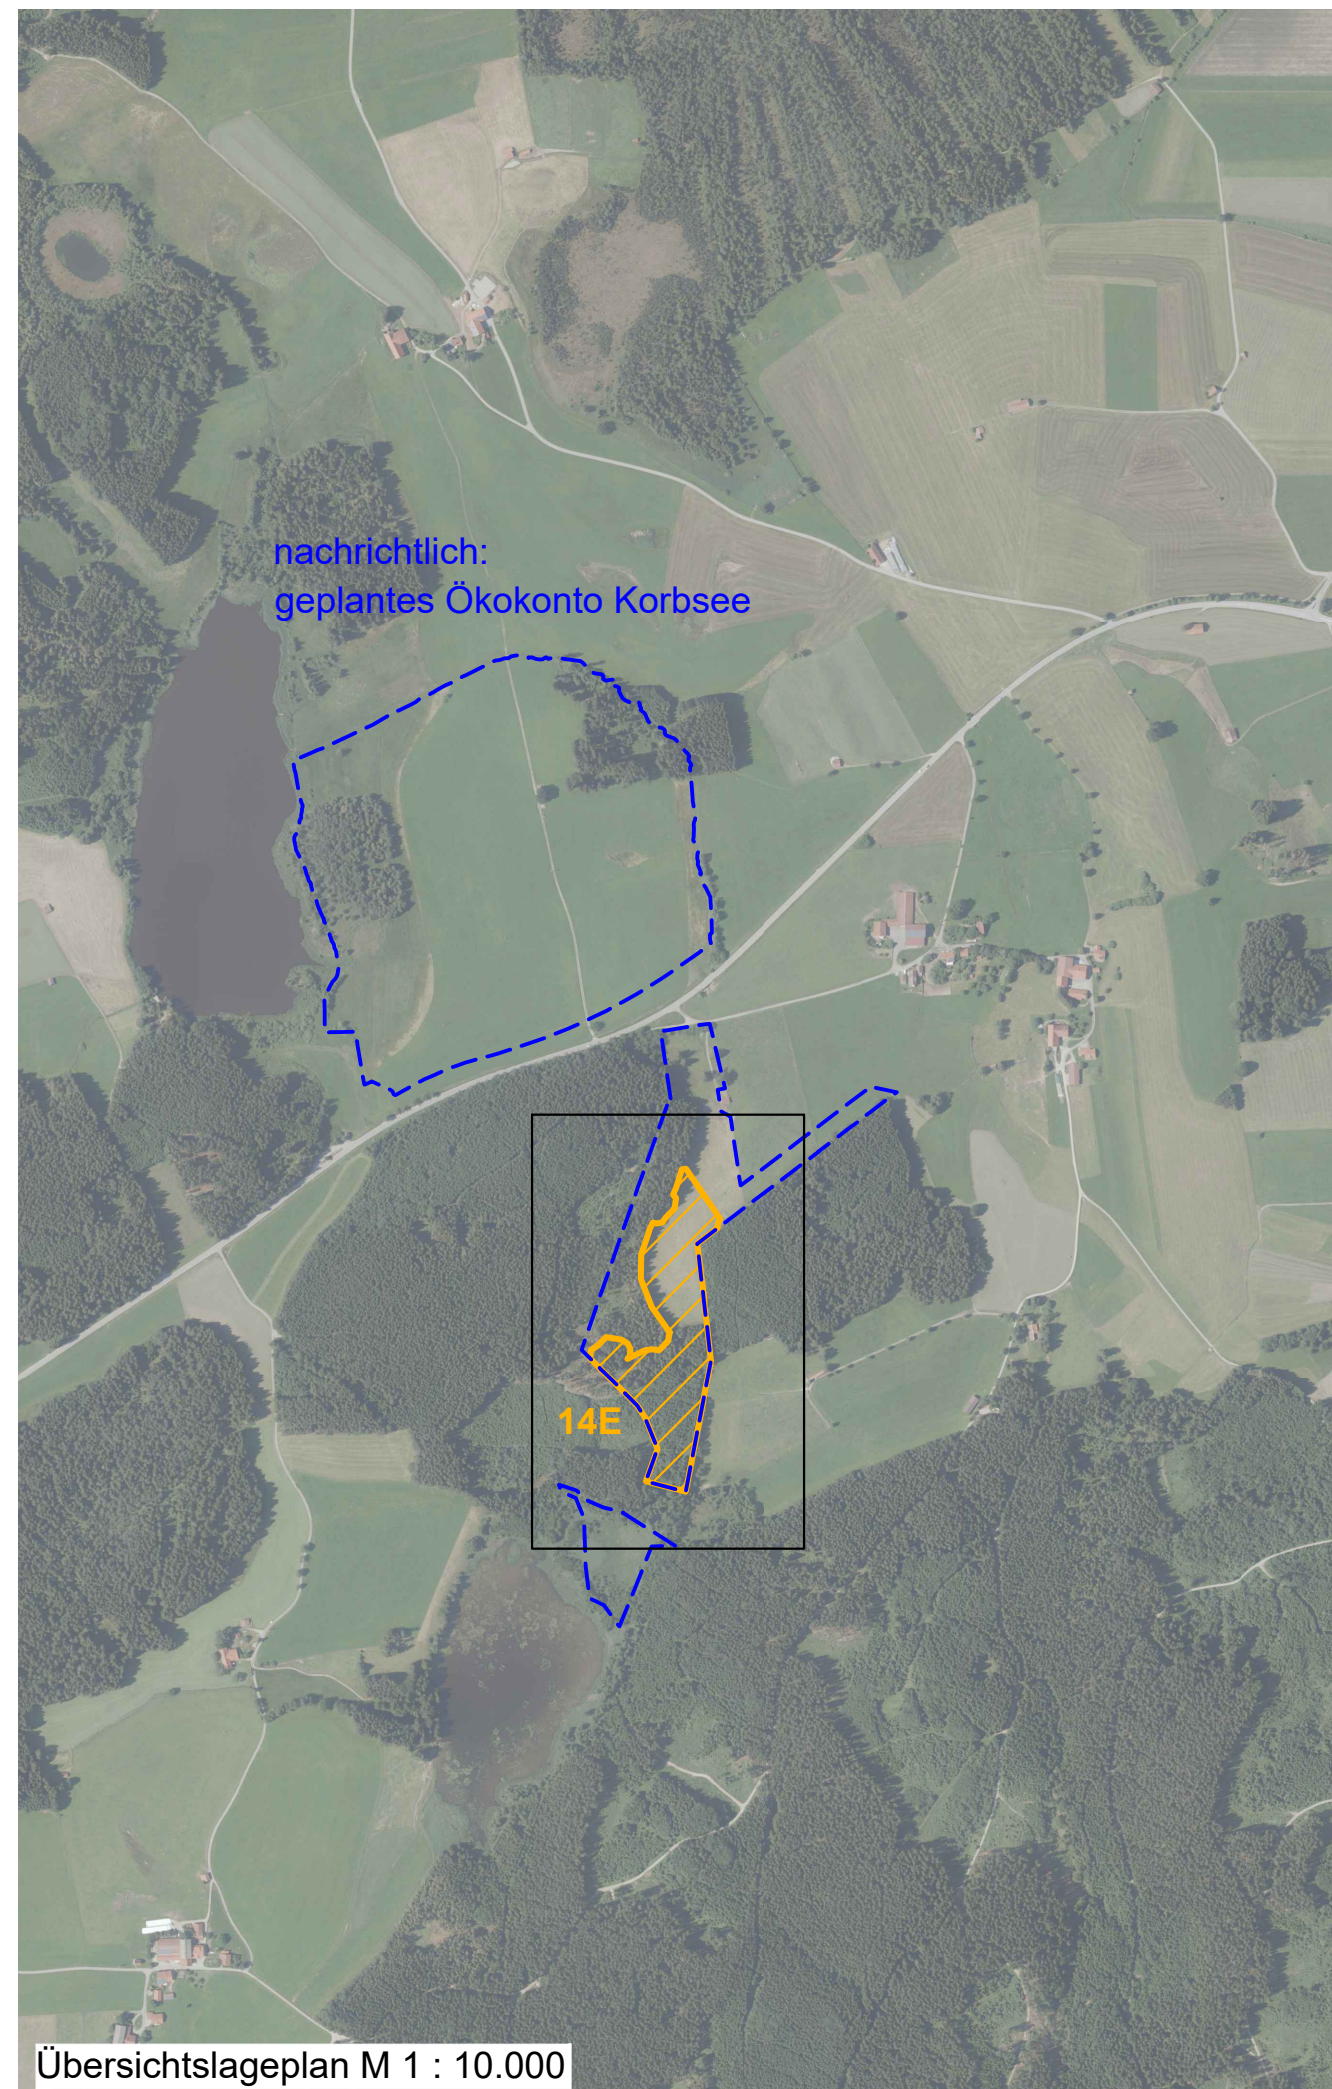 nachrichtlich:
geplantes Ökokonto Korbsee
14E
Übersichtslageplan M 1 : 10.000